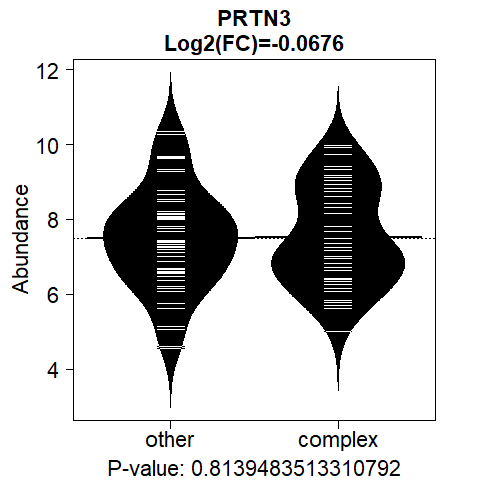 PRTN3
Log2(FC)=-0.0676
12
10
8
6
4
Abundance
other complex
P-value: 0.8139483513310792